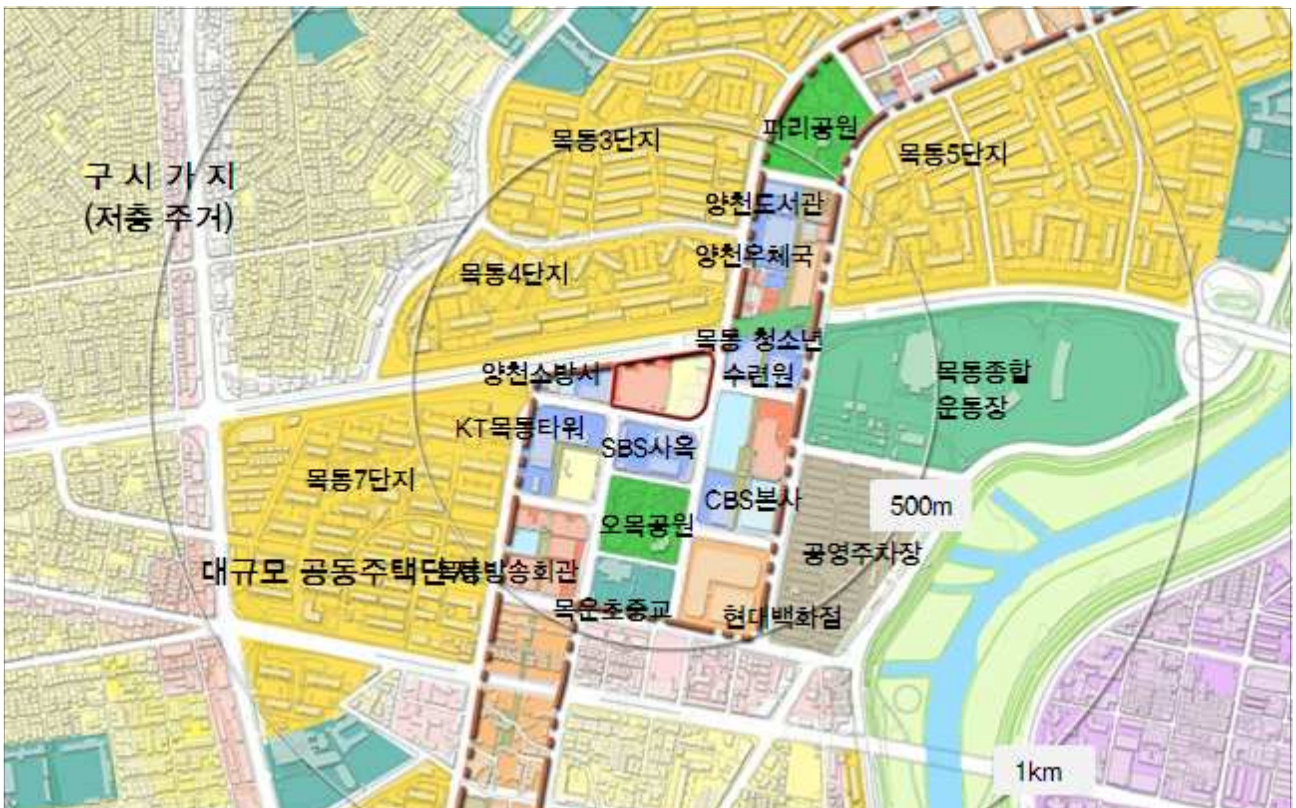 파리공원
목동3단지
목동5단지
구 시 가 지
(저층 주거)
양천도서관
양천우체국
목동4단지
목동 청소년
수련원
양천소방서
목동종합
운동장
KT목동타워
SBS사옥
목동7단지
CBS본사
500m
오목공원
공영주차장
대규모 공동주택단지
방송회관
목운초중교
현대백화점
1km